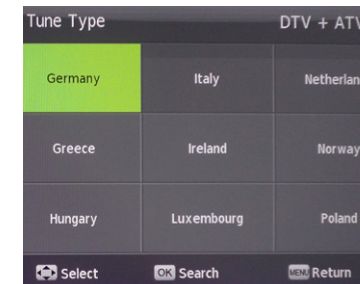 Tune Type DTV + ATV
Germany Italy Netherlan
Greece Ireland Norway
Hungary Luxembourg Poland
Select OK Search MENU Return